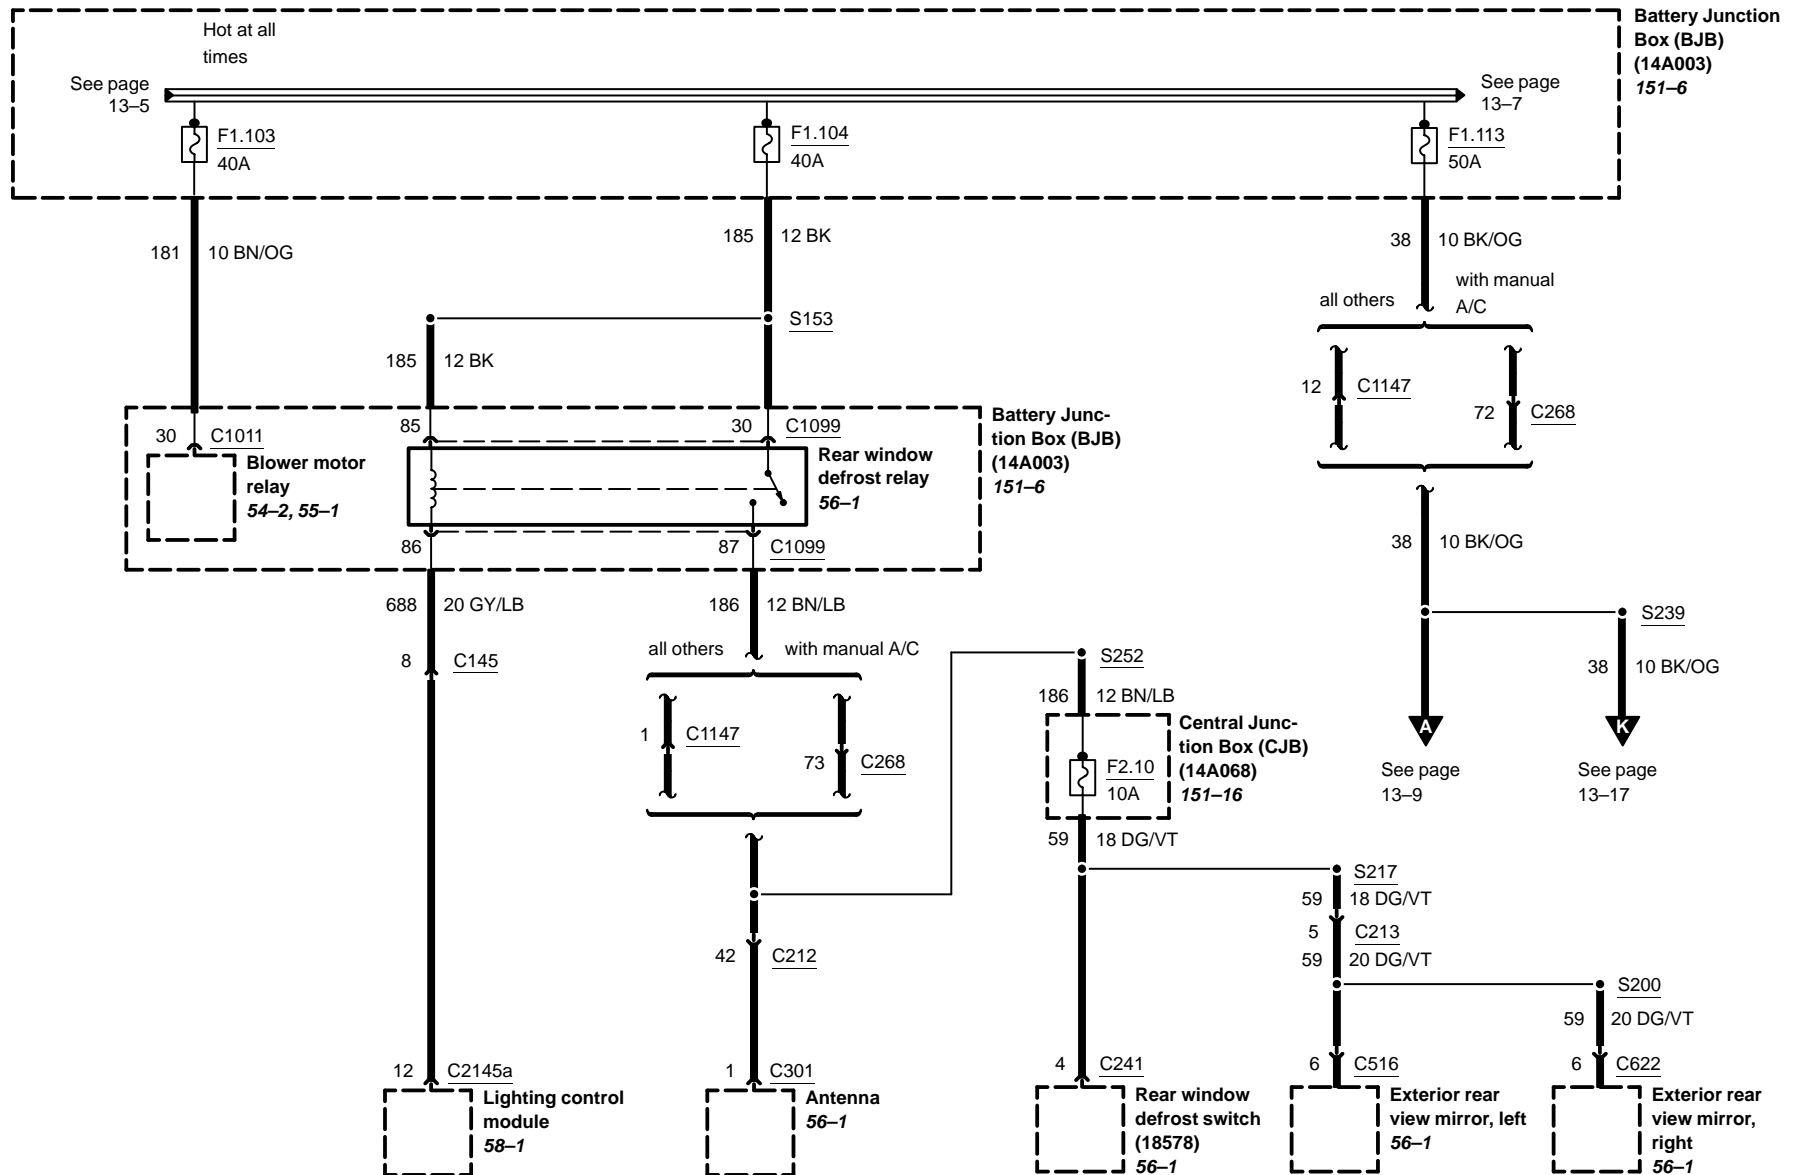 Hot at all
times
Battery Junction
Box (BJB)
(14A003)
151–6
See page
13–5
See page
13–7
F1.103
40A
F1.104
40A
F1.113
50A
181 10 BN/OG
185 12 BK
38 10 BK/OG
all others
with manual
A/C
S153
185 12 BK
12 C1147
72 C268
30 C1011
85
30 C1099
Battery Junc-
tion Box (BJB)
(14A003)
151–6
Blower motor
relay
54–2, 55–1
Rear window
defrost relay
56–1
86
87 C1099
38 10 BK/OG
688 20 GY/LB
186 12 BN/LB
S239
38 10 BK/OG
8 C145
all others
with manual A/C
S252
186 12 BN/LB
1 C1147
73 C268
Central Junc-
tion Box (CJB)
(14A068)
151–16
F2.10
10A
A
K
See page
13–9
See page
13–17
59 18 DG/VT
S217
59 18 DG/VT
5 C213
59 20 DG/VT
42 C212
S200
59 20 DG/VT
12 C2145a
1 C301
4 C241
6 C516
6 C622
Lighting control
module
58–1
Antenna
56–1
Rear window
defrost switch
(18578)
56–1
Exterior rear
view mirror, left
56–1
Exterior rear
view mirror,
right
56–1